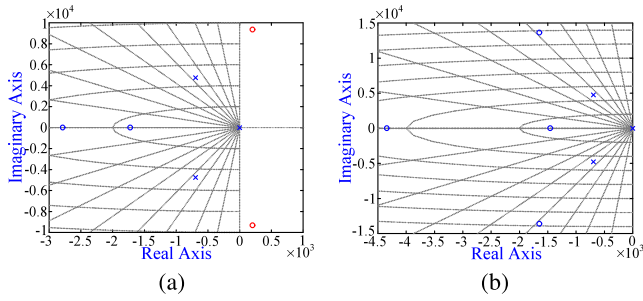 ×10⁴
1
0.8
0.6
0.4
0.2
0
-0.2
-0.4
-0.6
-0.8
-1
Imaginary Axis
-3 -2.5 -2 -1.5 -1 -0.5 0 0.5 1
×10³
Real Axis
(a)
×10⁴
1.5
1
0.5
0
-0.5
-1
-1.5
Imaginary Axis
-4.5 -4 -3.5 -3 -2.5 -2 -1.5 -1 -0.5 0
×10³
Real Axis
(b)